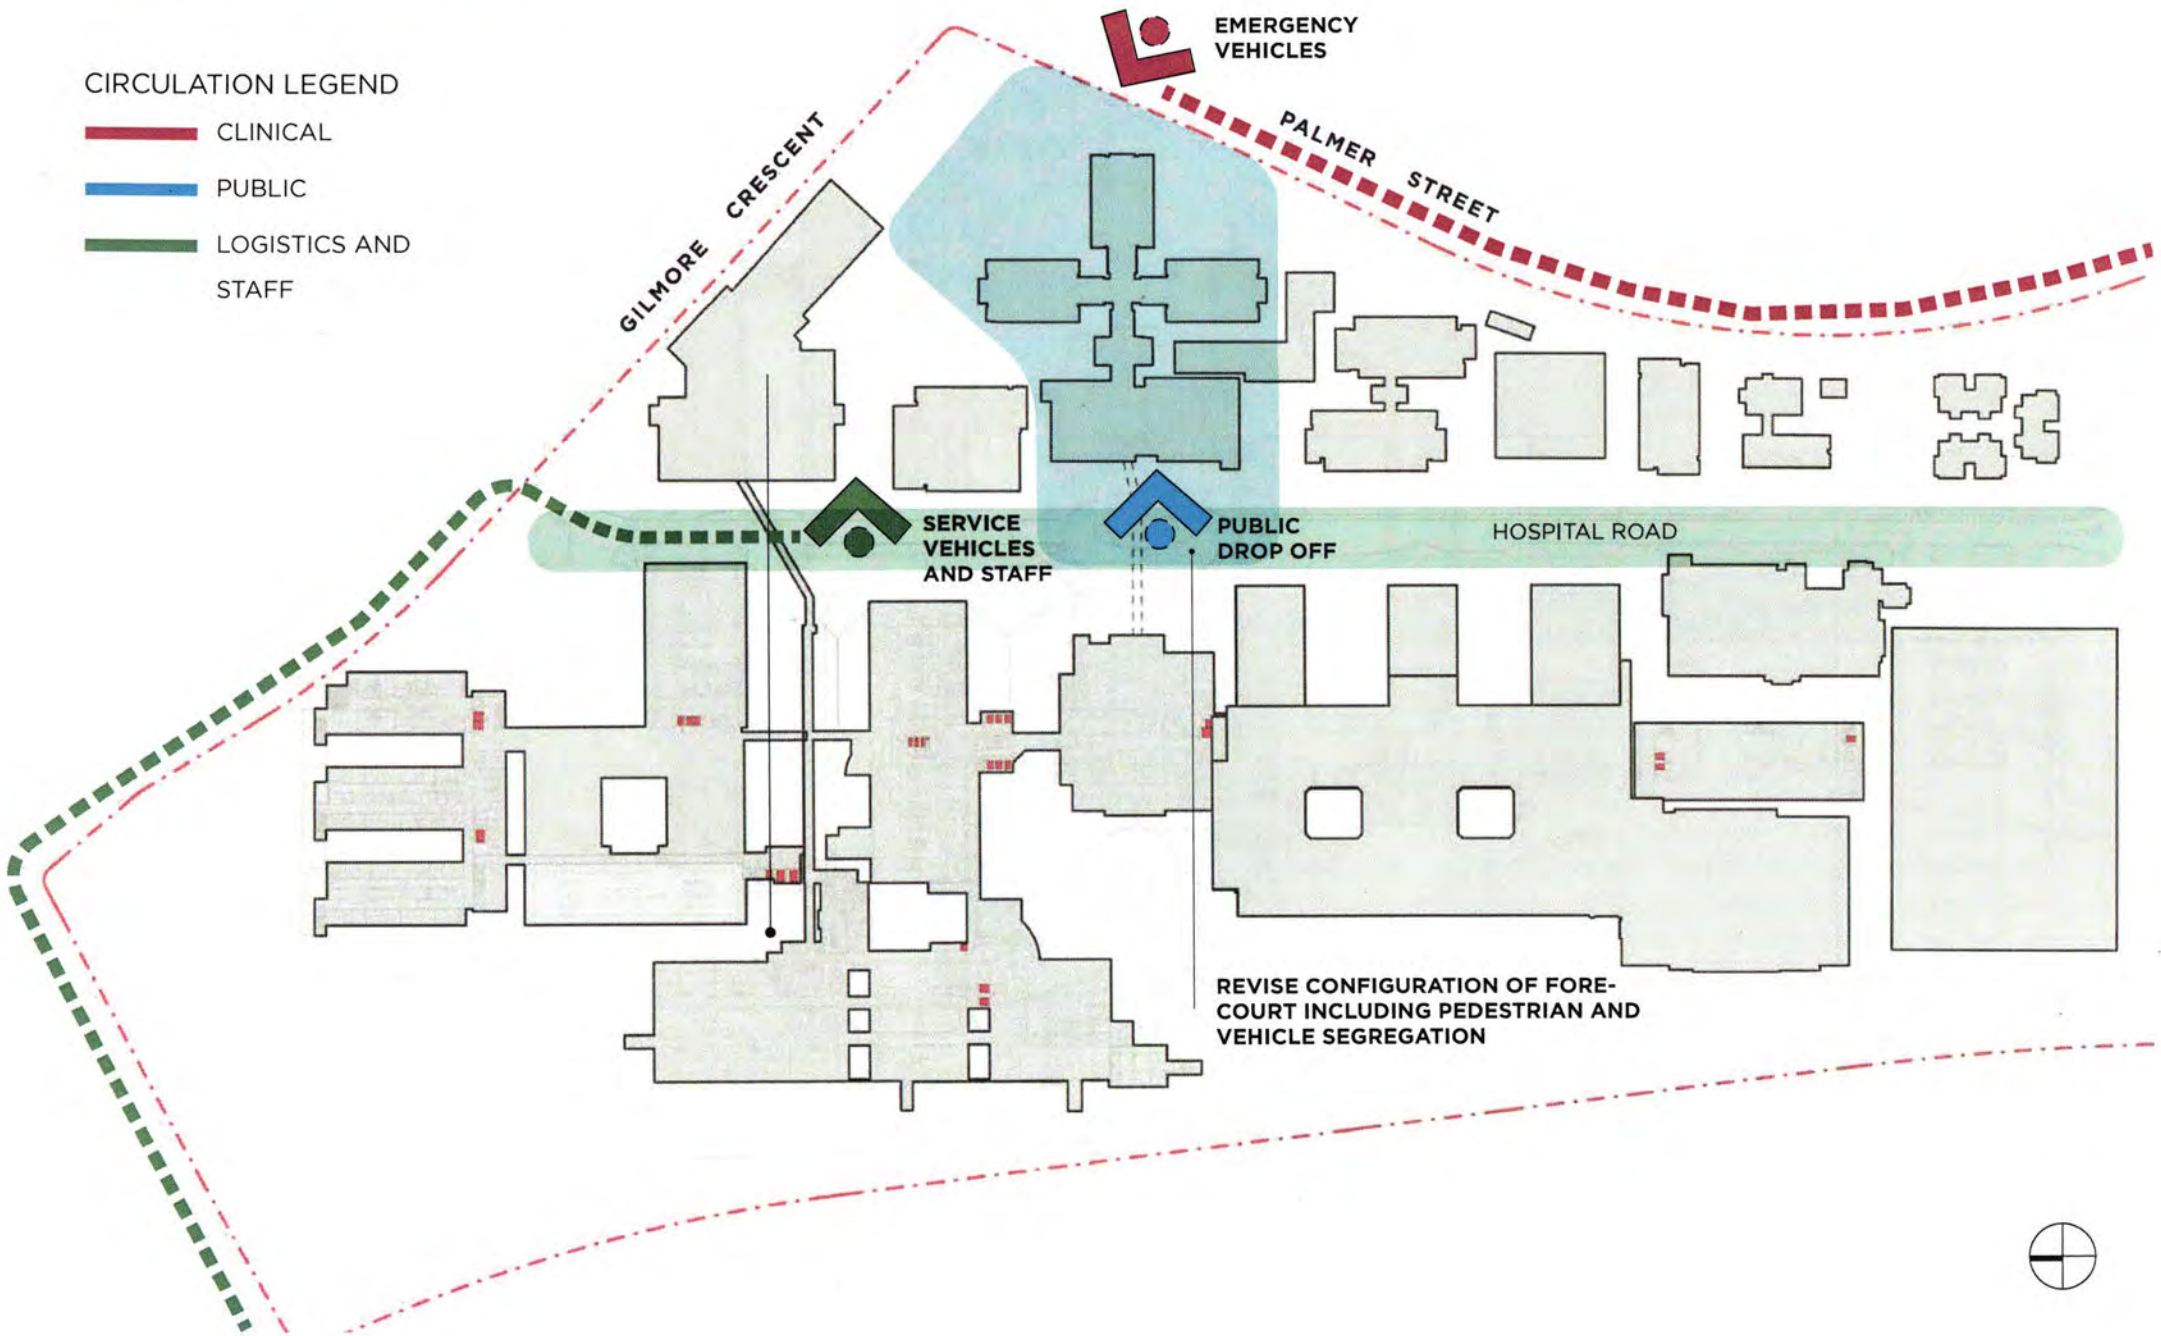 EMERGENCY
VEHICLES
CIRCULATION LEGEND
CLINICAL
PUBLIC
LOGISTICS AND
STAFF
PALMER STREET
GILMORE CRESCENT
SERVICE
VEHICLES
AND STAFF
PUBLIC
DROP OFF
HOSPITAL ROAD
REVISE CONFIGURATION OF FORE-
COURT INCLUDING PEDESTRIAN AND
VEHICLE SEGREGATION